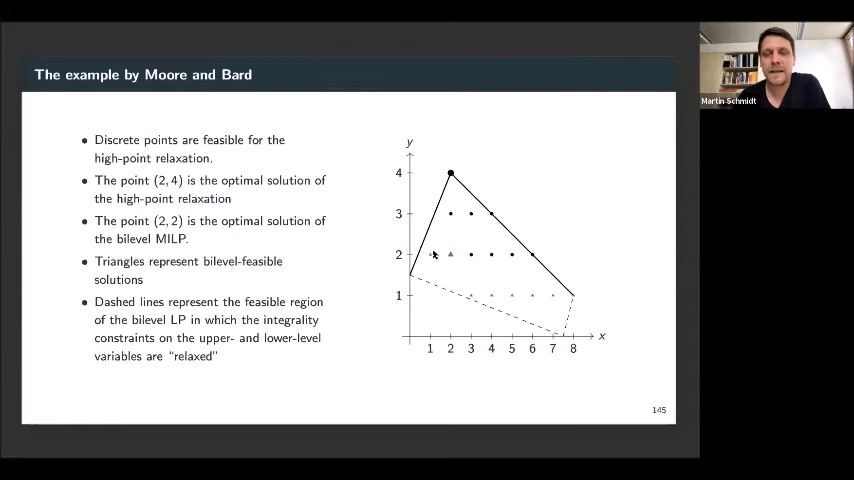 The example by Moore and Bard
Martin Schmidt
• Discrete points are feasible for the
high-point relaxation.
• The point (2, 4) is the optimal solution of
the high-point relaxation
• The point (2, 2) is the optimal solution of
the bilevel MILP.
• Triangles represent bilevel-feasible
solutions
• Dashed lines represent the feasible region
of the bilevel LP in which the integrality
constraints on the upper- and lower-level
variables are “relaxed”
y
4
3
2
1
x
1 2 3 4 5 6 7 8
145